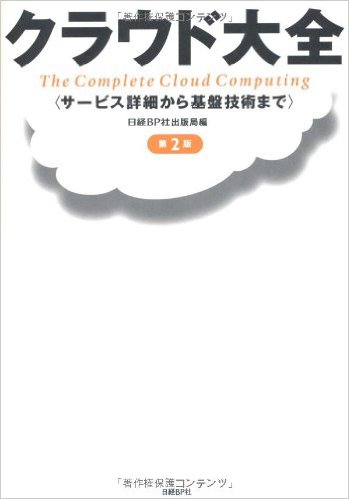 「著作権保護コンテンツ」
クラウド大全
The Complete Cloud Computing
〈サービス詳細から基盤技術まで〉
日経BP社出版局編
第2版
「著作権保護コンテンツ」
日経BP社